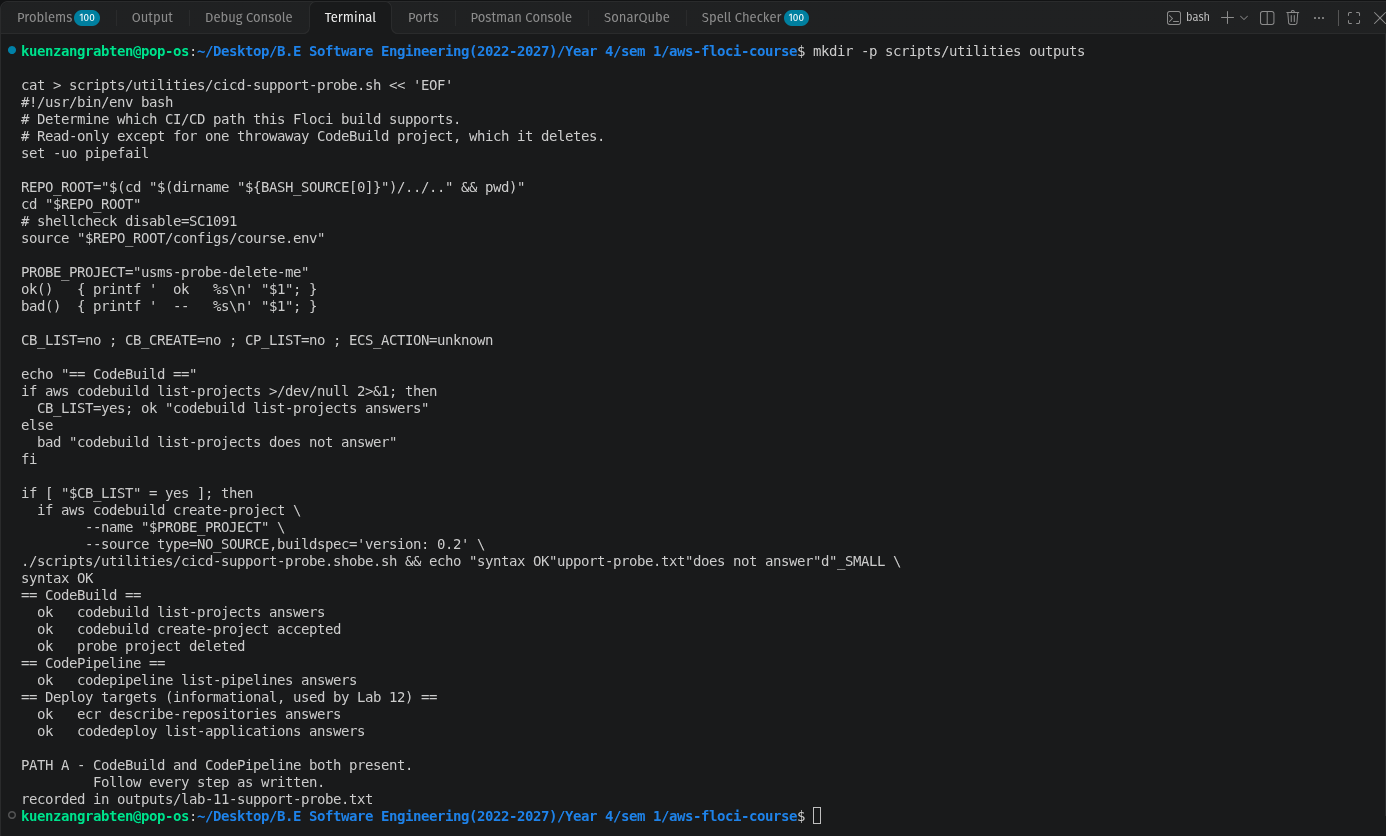 Problems 100 Output Debug Console Terminal Ports Postman Console SonarQube Spell Checker 100 bash
kuenzangrabten@pop-os:~/Desktop/B.E Software Engineering(2022-2027)/Year 4/sem 1/aws-floci-course$ mkdir -p scripts/utilities outputs

cat > scripts/utilities/cicd-support-probe.sh << 'EOF'
#!/usr/bin/env bash
# Determine which CI/CD path this Floci build supports.
# Read-only except for one throwaway CodeBuild project, which it deletes.
set -uo pipefail

REPO_ROOT="$(cd "$(dirname "${BASH_SOURCE[0]}")/../.." && pwd)"
cd "$REPO_ROOT"
# shellcheck disable=SC1091
source "$REPO_ROOT/configs/course.env"

PROBE_PROJECT="usms-probe-delete-me"
ok()   { printf '  ok   %s\n' "$1"; }
bad()  { printf '  --   %s\n' "$1"; }

CB_LIST=no ; CB_CREATE=no ; CP_LIST=no ; ECS_ACTION=unknown

echo "== CodeBuild =="
if aws codebuild list-projects >/dev/null 2>&1; then
  CB_LIST=yes; ok "codebuild list-projects answers"
else
  bad "codebuild list-projects does not answer"
fi

if [ "$CB_LIST" = yes ]; then
  if aws codebuild create-project \
        --name "$PROBE_PROJECT" \
        --source type=NO_SOURCE,buildspec='version: 0.2' \
./scripts/utilities/cicd-support-probe.shobe.sh && echo "syntax OK"upport-probe.txt"does not answer"d"_SMALL \
syntax OK
== CodeBuild ==
  ok   codebuild list-projects answers
  ok   codebuild create-project accepted
  ok   probe project deleted
== CodePipeline ==
  ok   codepipeline list-pipelines answers
== Deploy targets (informational, used by Lab 12) ==
  ok   ecr describe-repositories answers
  ok   codedeploy list-applications answers

PATH A - CodeBuild and CodePipeline both present.
         Follow every step as written.
recorded in outputs/lab-11-support-probe.txt
kuenzangrabten@pop-os:~/Desktop/B.E Software Engineering(2022-2027)/Year 4/sem 1/aws-floci-course$